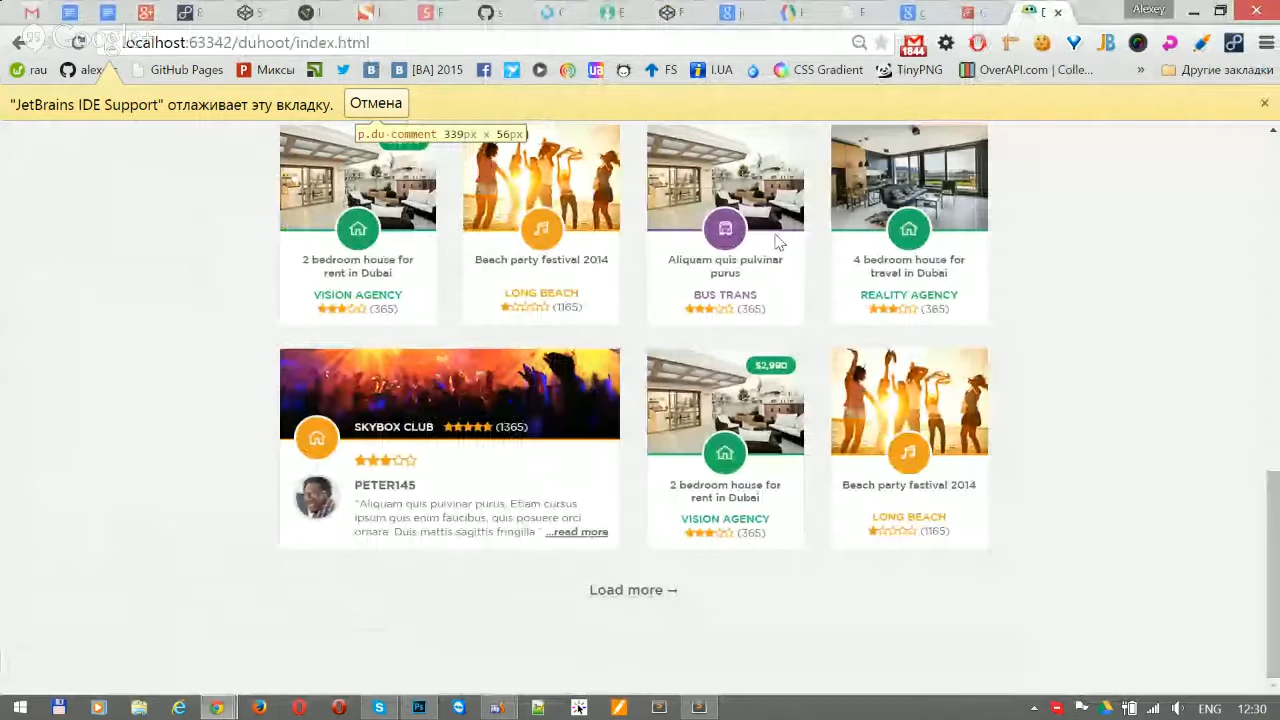 Alexey
localhost:63342/duhoot/index.html
1844
alex GitHub Pages Миксы [BA] 2015 FS LUA CSS Gradient TinyPNG OverAPI.com | Colle... » Другие закладки
"JetBrains IDE Support" отлаживает эту вкладку. Отмена
p.du-comment 339px × 56px
2 bedroom house for
rent in Dubai
VISION AGENCY
(365)
Beach party festival 2014
LONG BEACH
(1165)
Aliquam quis pulvinar
purus
BUS TRANS
(365)
4 bedroom house for
travel in Dubai
REALITY AGENCY
(365)
SKYBOX CLUB (1365)
PETER145
"Aliquam quis pulvinar purus. Etiam cursus
ipsum quis enim faucibus, quis posuere orci
ornare. Duis mattis sagittis fringilla " ...read more
$2,990
2 bedroom house for
rent in Dubai
VISION AGENCY
(365)
Beach party festival 2014
LONG BEACH
(1165)
Load more →
ENG 12:30